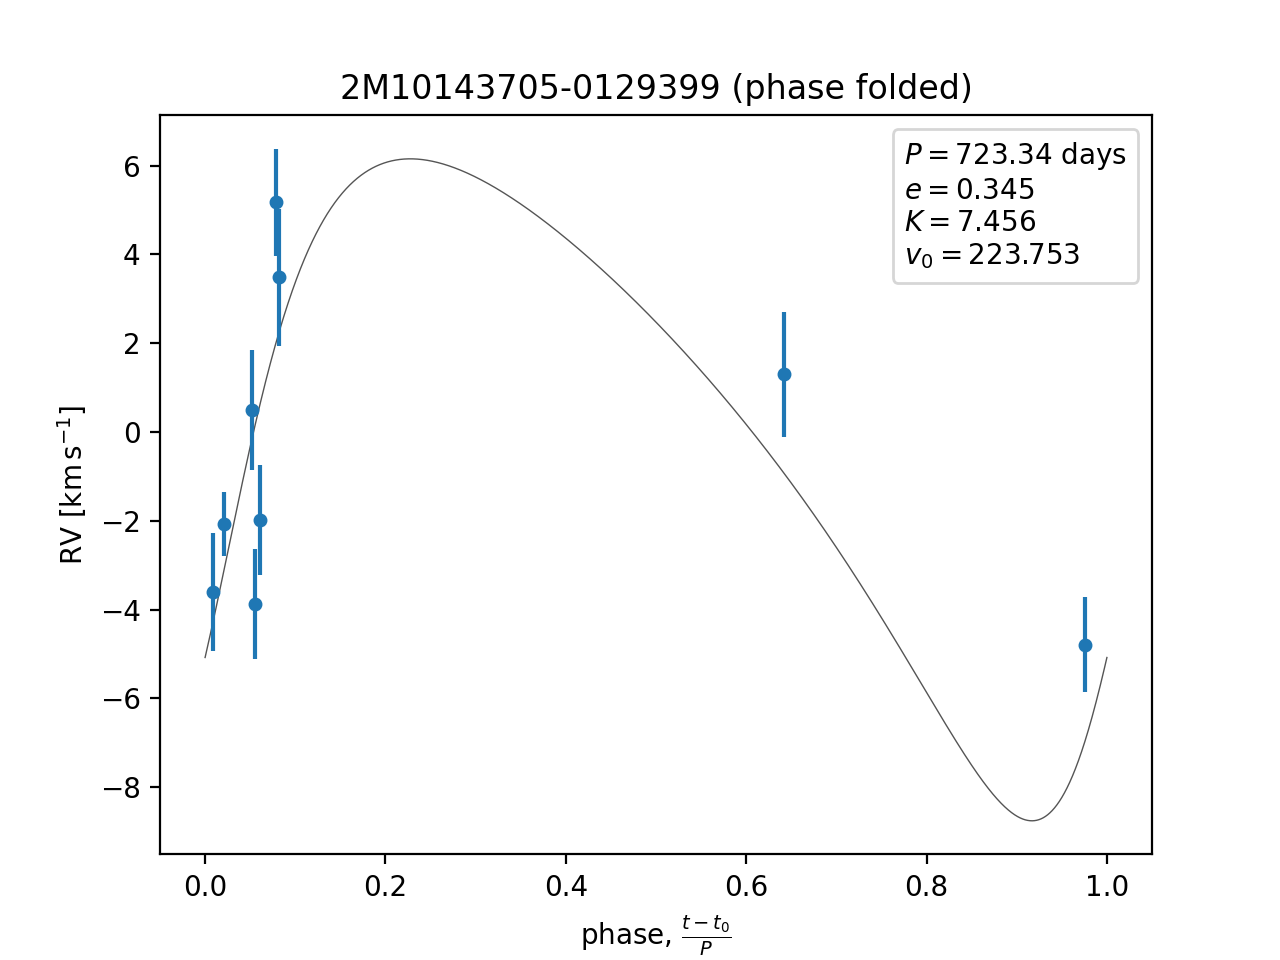 2M10143705-0129399 (phase folded)
P = 723.34 days
e = 0.345
K = 7.456
v₀ = 223.753
RV [km s⁻¹]
6
4
2
0
−2
−4
−6
−8
0.0 0.2 0.4 0.6 0.8 1.0
phase, (t − t₀)/P